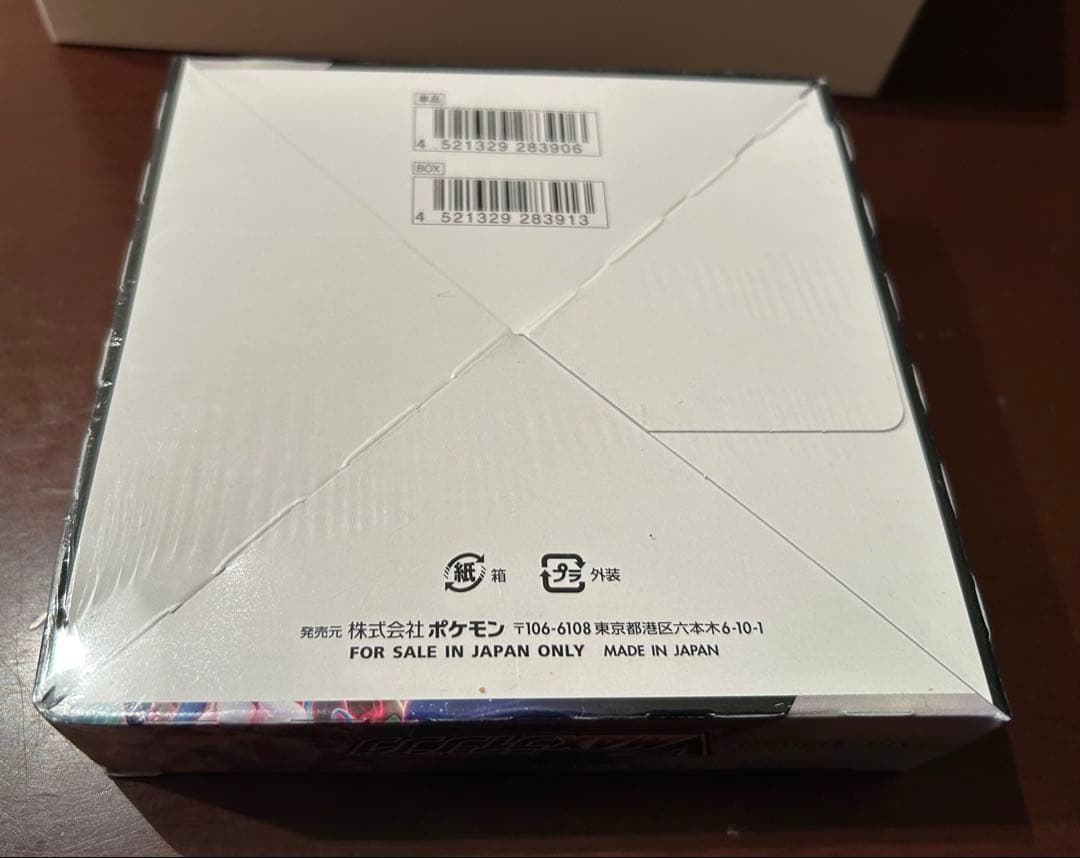 単品
4 521329 283906
BOX
4 521329 283913
紙 箱 プラ 外装
発売元 株式会社 ポケモン 〒106-6108 東京都港区六本木6-10-1
FOR SALE IN JAPAN ONLY MADE IN JAPAN